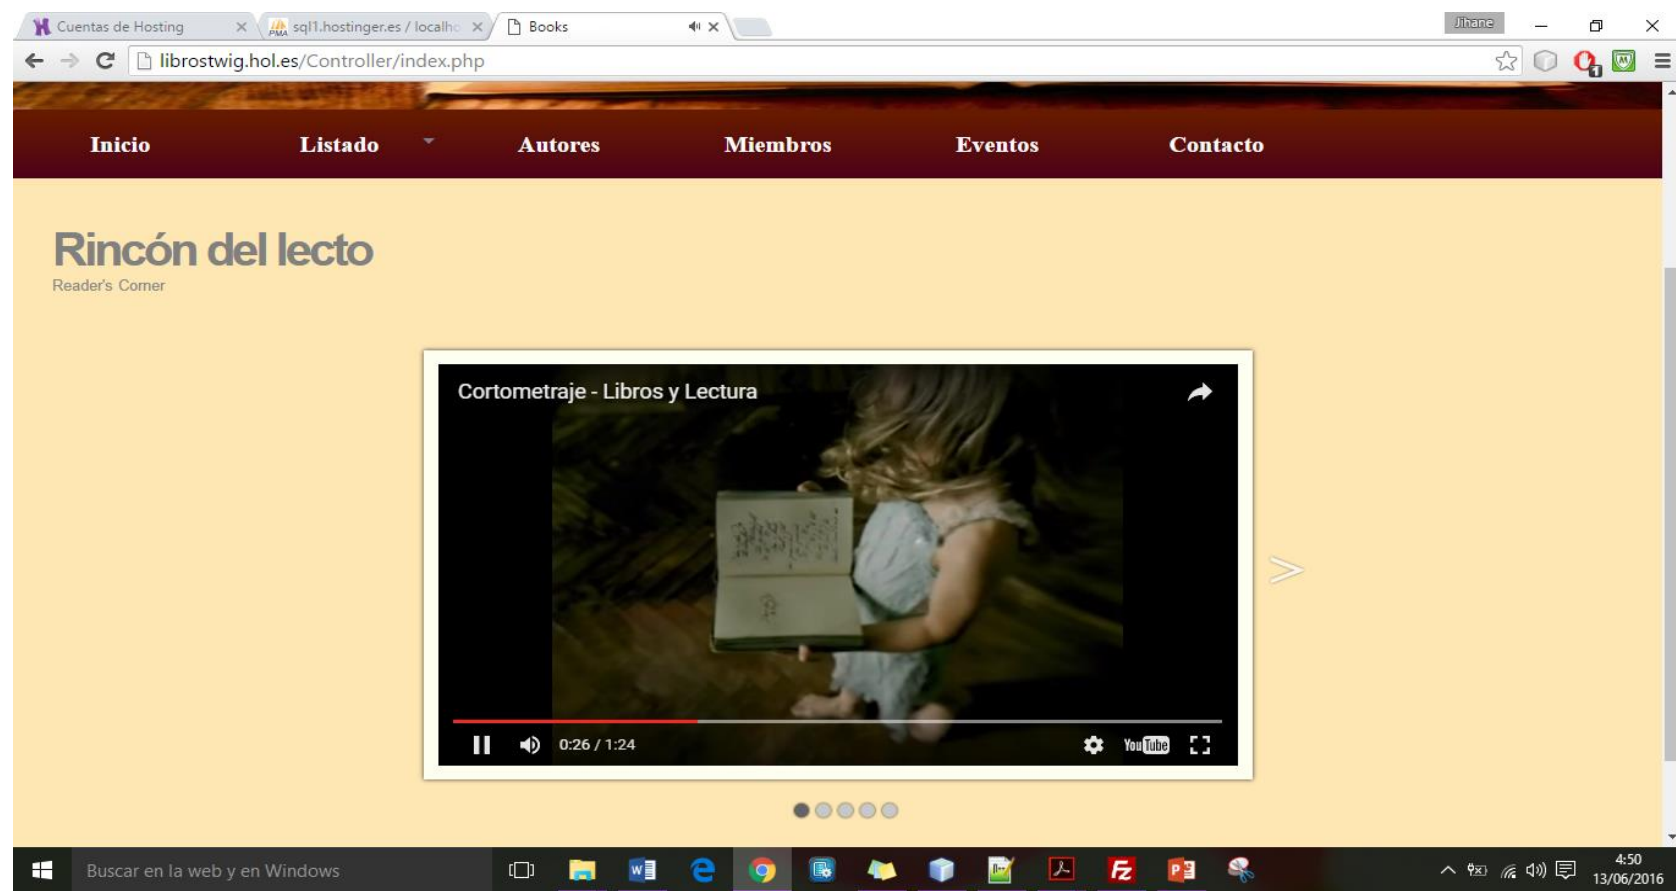 Cuentas de Hosting
sql1.hostinger.es / localho
Books
Jihane
librostwig.hol.es/Controller/index.php
1
Inicio Listado Autores Miembros Eventos Contacto
Rincón del lecto
Reader's Corner
Cortometraje - Libros y Lectura
0:26 / 1:24
YouTube
>
Buscar en la web y en Windows
4:50
13/06/2016